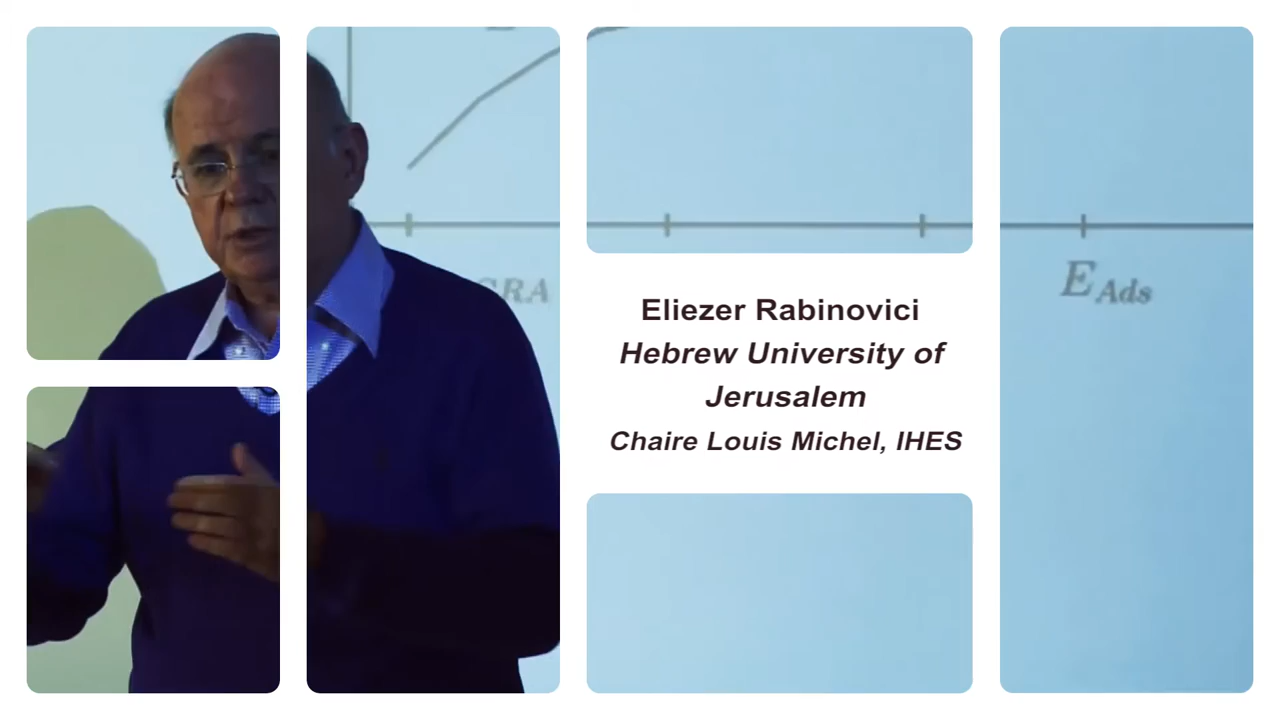 E_Ads
Eliezer Rabinovici
Hebrew University of
Jerusalem
Chaire Louis Michel, IHES